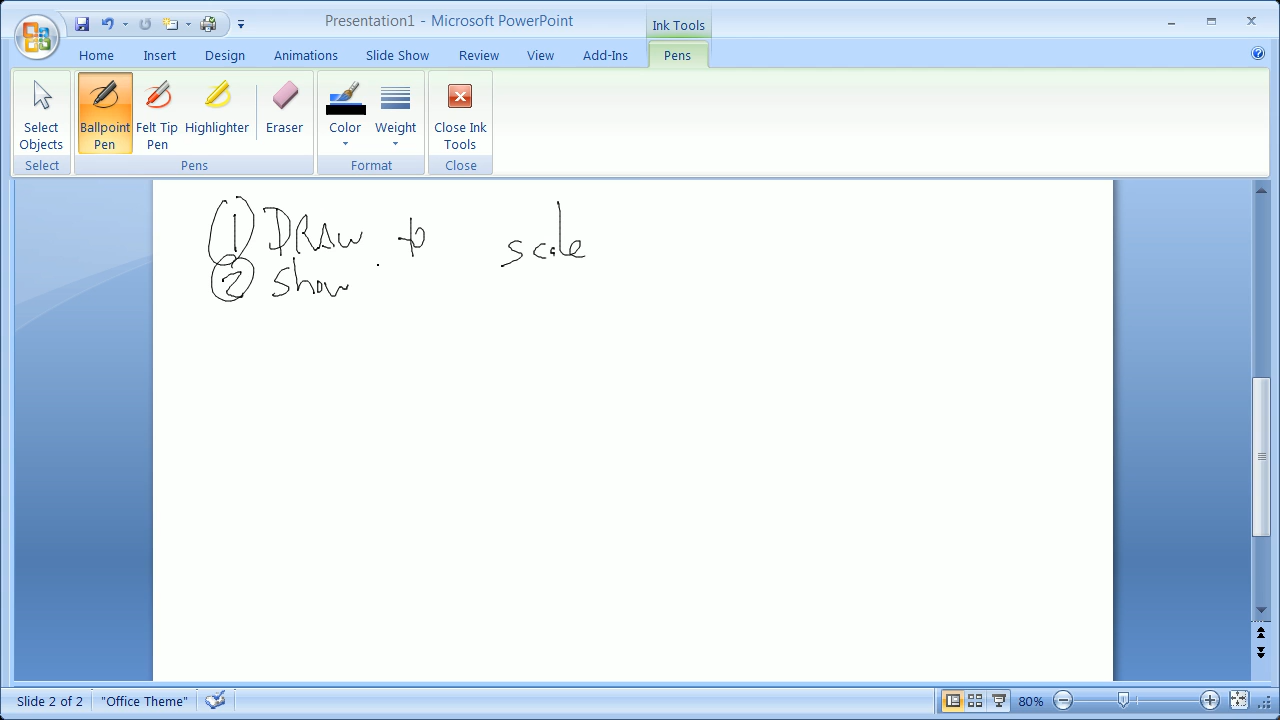 Presentation1 - Microsoft PowerPoint
Ink Tools
Home Insert Design Animations Slide Show Review View Add-Ins Pens
Select Objects
Ballpoint Pen
Felt Tip Pen
Highlighter
Eraser
Color
Weight
Close Ink Tools
Select Pens Format Close
① DRAW to scale
② show
Slide 2 of 2 "Office Theme" 80%